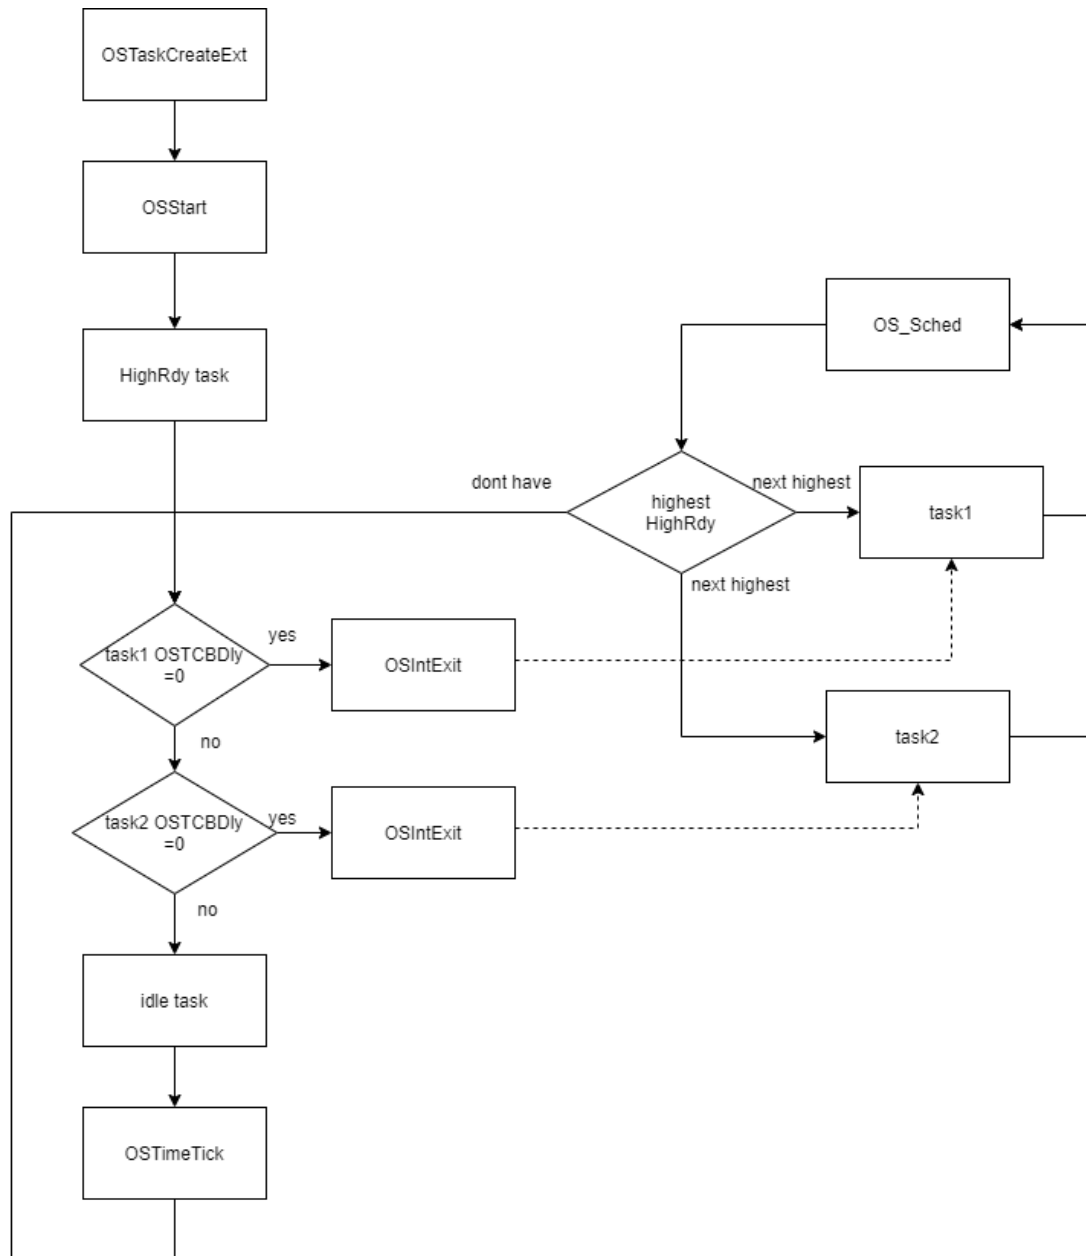 OSTaskCreateExt
OSStart
HighRdy task
OS_Sched
dont have
highest
HighRdy
next highest
task1
next highest
task1 OSTCBDly
=0
yes
OSIntExit
no
task2
task2 OSTCBDly
=0
yes
OSIntExit
no
idle task
OSTimeTick